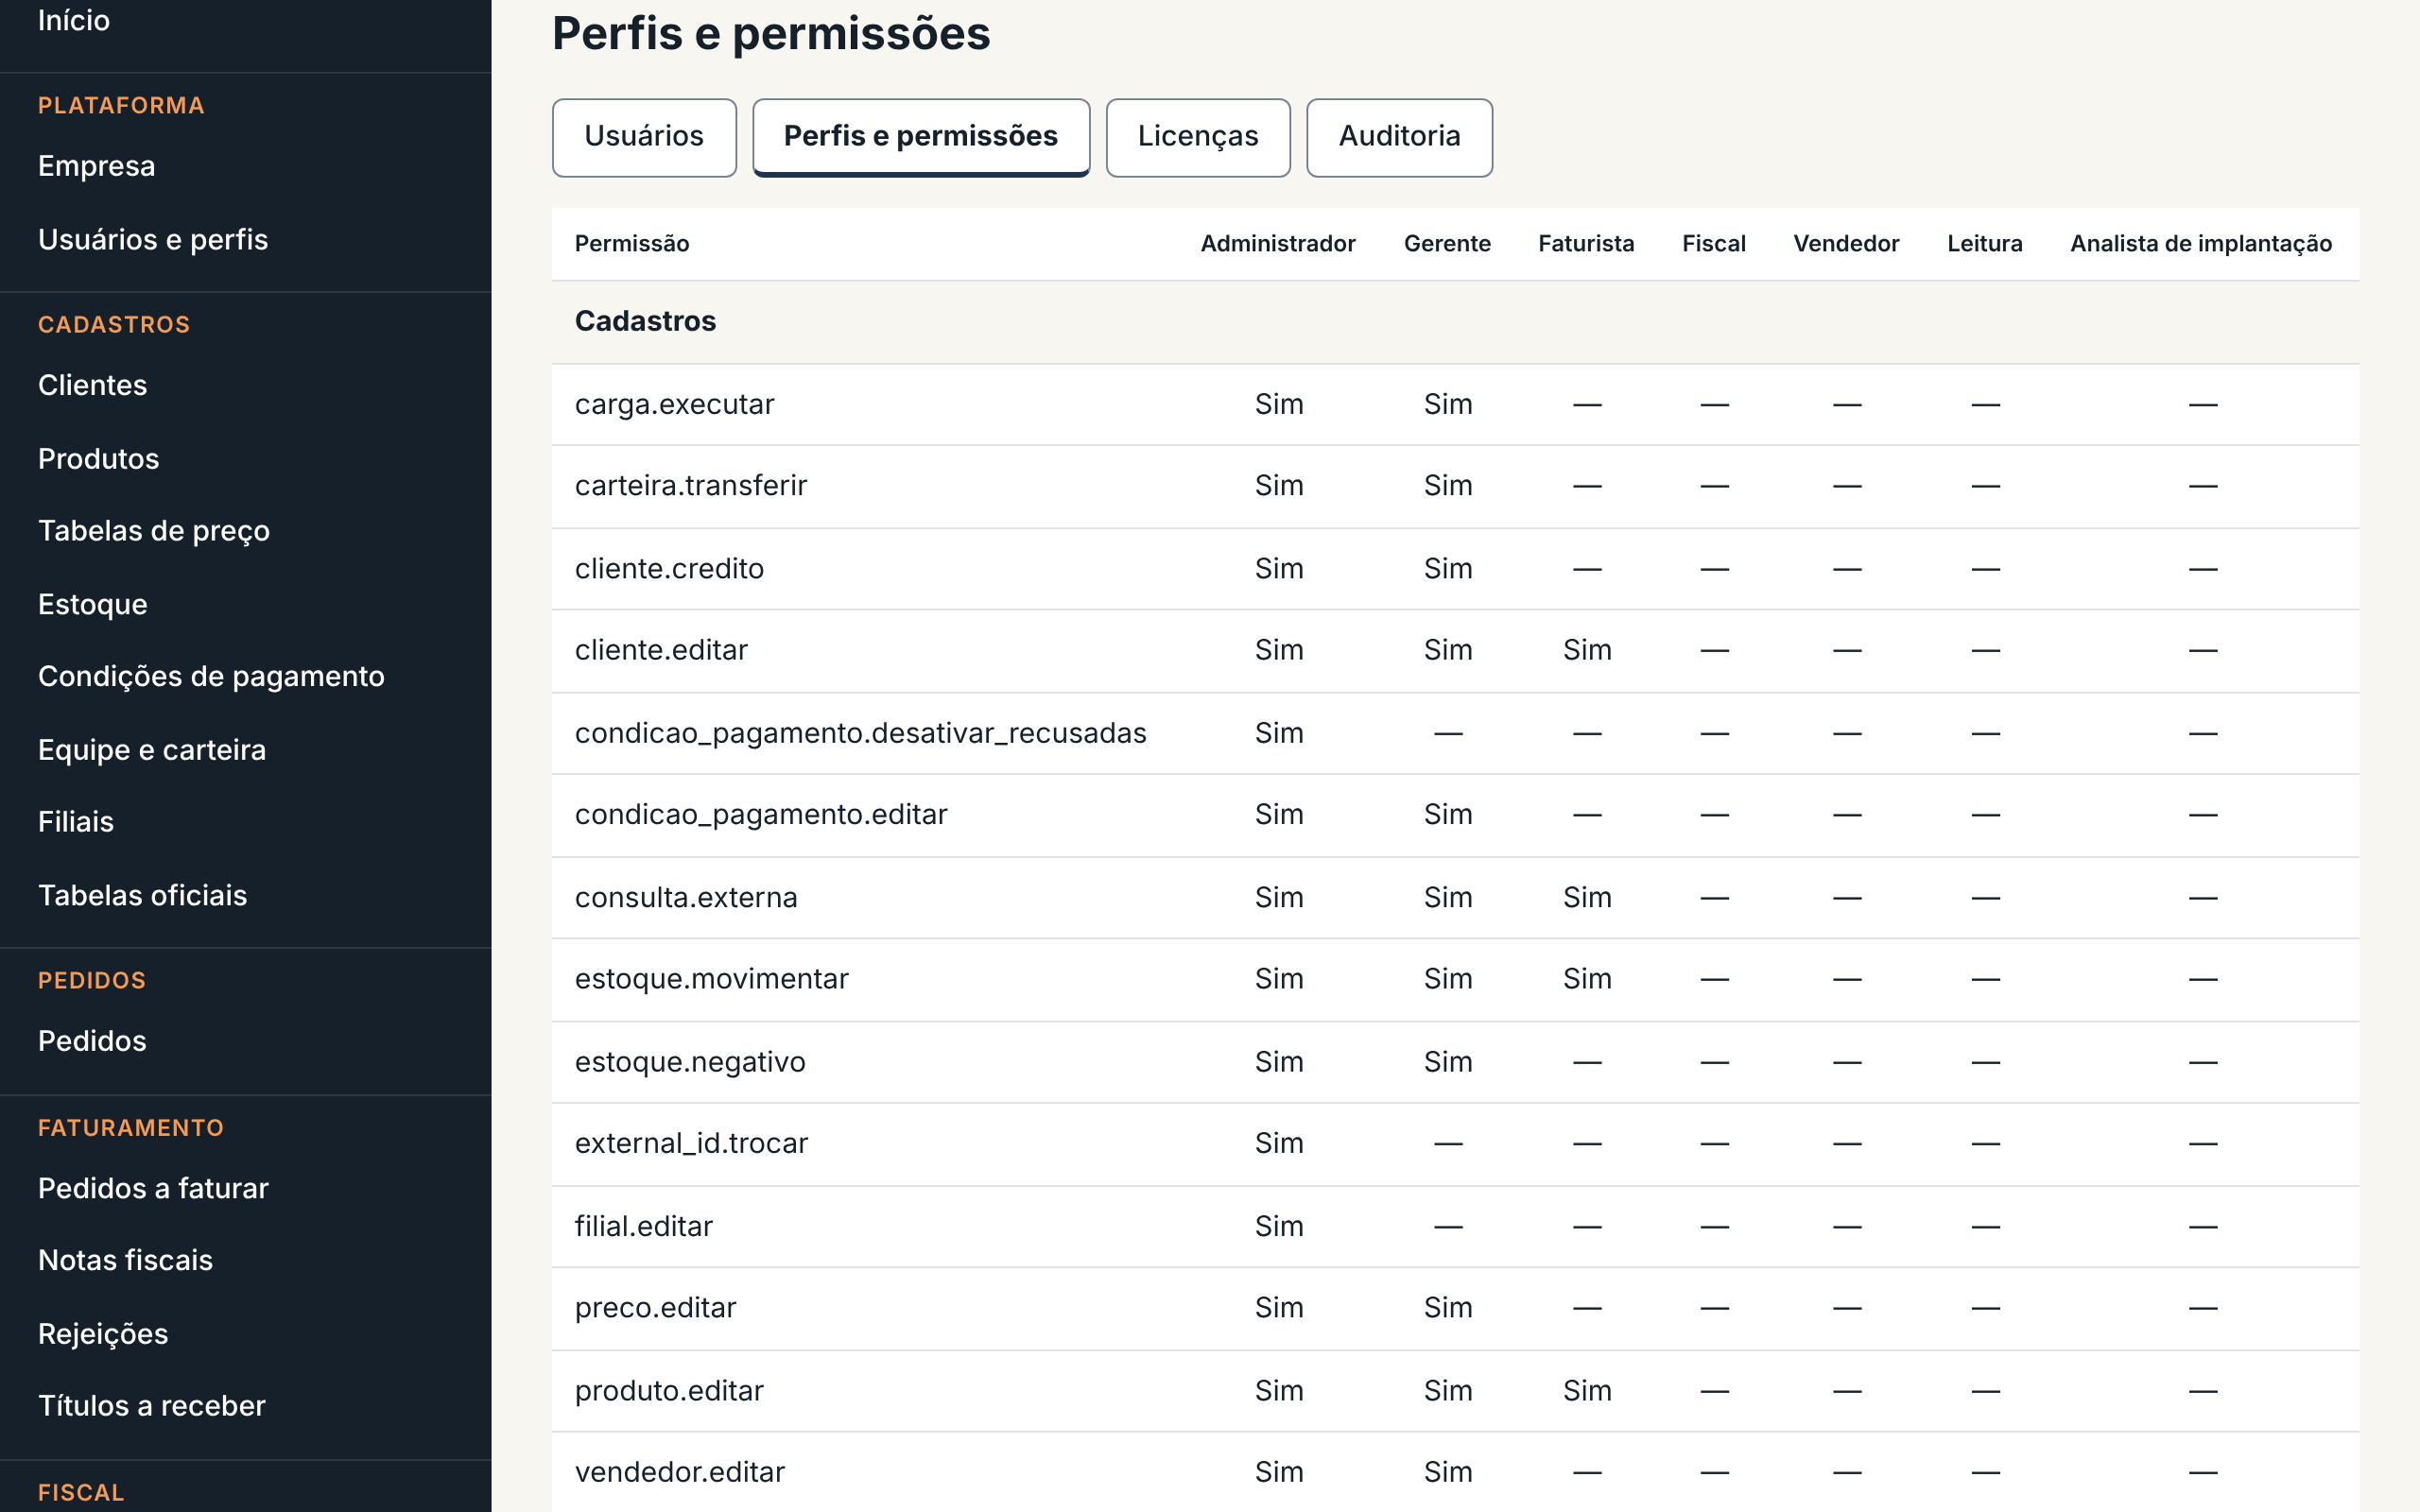 Início
PLATAFORMA
Empresa
Usuários e perfis
CADASTROS
Clientes
Produtos
Tabelas de preço
Estoque
Condições de pagamento
Equipe e carteira
Filiais
Tabelas oficiais
PEDIDOS
Pedidos
FATURAMENTO
Pedidos a faturar
Notas fiscais
Rejeições
Títulos a receber
FISCAL
Perfis e permissões
Usuários Perfis e permissões Licenças Auditoria
Permissão Administrador Gerente Faturista Fiscal Vendedor Leitura Analista de implantação
Cadastros
carga.executar Sim Sim — — — — —
carteira.transferir Sim Sim — — — — —
cliente.credito Sim Sim — — — — —
cliente.editar Sim Sim Sim — — — —
condicao_pagamento.desativar_recusadas Sim — — — — — —
condicao_pagamento.editar Sim Sim — — — — —
consulta.externa Sim Sim Sim — — — —
estoque.movimentar Sim Sim Sim — — — —
estoque.negativo Sim Sim — — — — —
external_id.trocar Sim — — — — — —
filial.editar Sim — — — — — —
preco.editar Sim Sim — — — — —
produto.editar Sim Sim Sim — — — —
vendedor.editar Sim Sim — — — — —